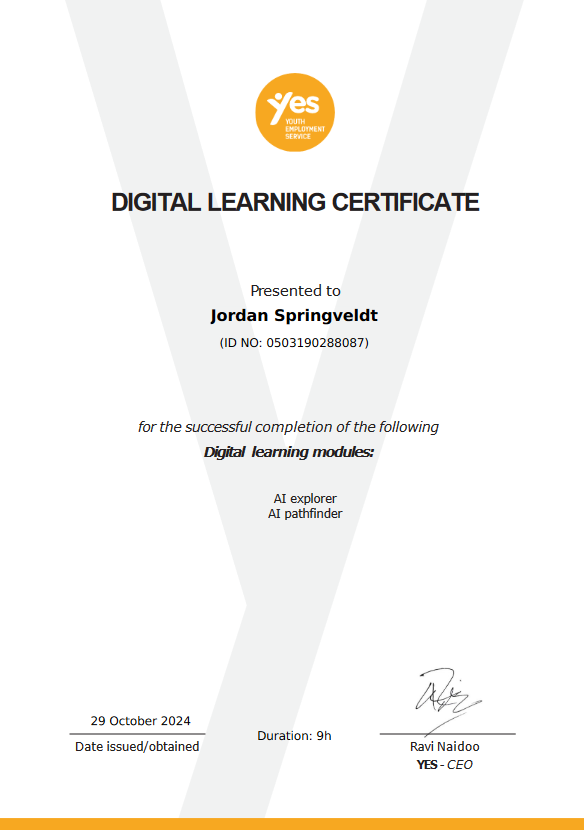 yes
YOUTH
EMPLOYMENT
SERVICE
DIGITAL LEARNING CERTIFICATE
Presented to
Jordan Springveldt
(ID NO: 0503190288087)
for the successful completion of the following
Digital learning modules:
AI explorer
AI pathfinder
29 October 2024
Date issued/obtained
Duration: 9h
Ravi Naidoo
YES - CEO